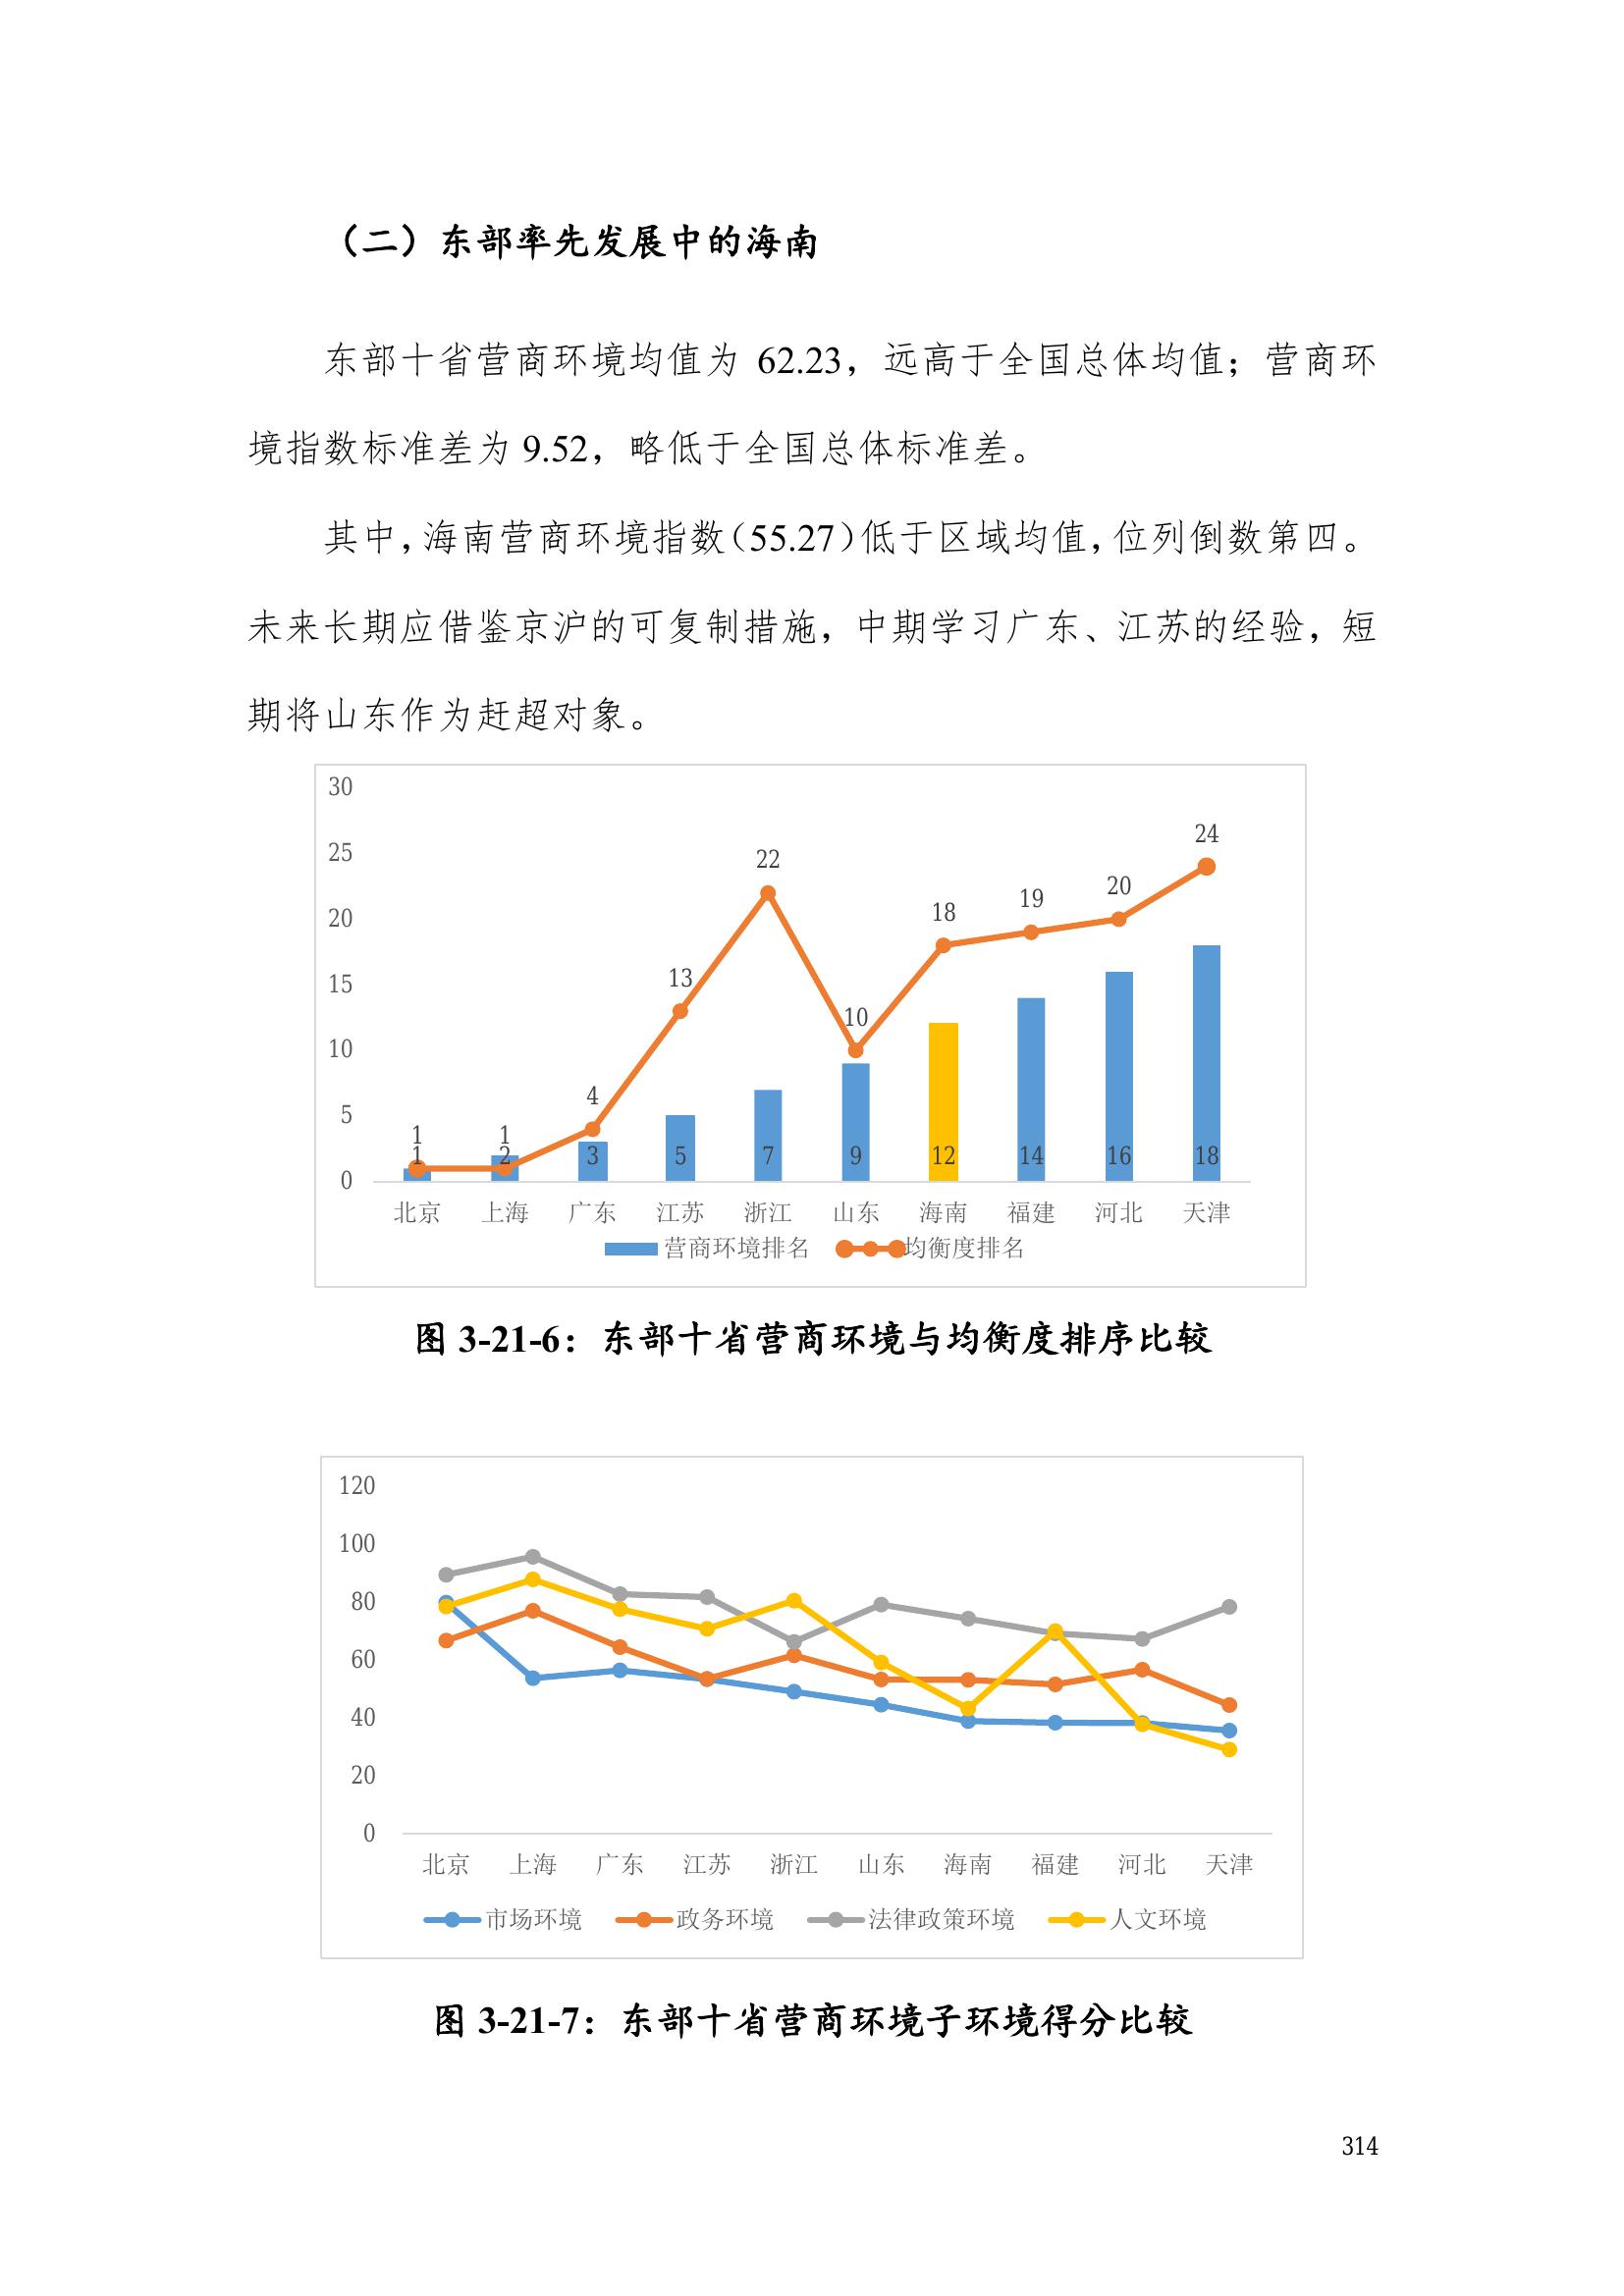 （二）东部率先发展中的海南
东部十省营商环境均值为 62.23，远高于全国总体均值；营商环
境指数标准差为 9.52，略低于全国总体标准差。
其中，海南营商环境指数（55.27）低于区域均值，位列倒数第四。
未来长期应借鉴京沪的可复制措施，中期学习广东、江苏的经验，短
期将山东作为赶超对象。
30
25
20
15
10
5
0
1 1 4 13 22 10 18 19 20 24
1 2 3 5 7 9 12 14 16 18
北京 上海 广东 江苏 浙江 山东 海南 福建 河北 天津
营商环境排名 均衡度排名
图 3-21-6：东部十省营商环境与均衡度排序比较
120
100
80
60
40
20
0
北京 上海 广东 江苏 浙江 山东 海南 福建 河北 天津
市场环境 政务环境 法律政策环境 人文环境
图 3-21-7：东部十省营商环境子环境得分比较
314